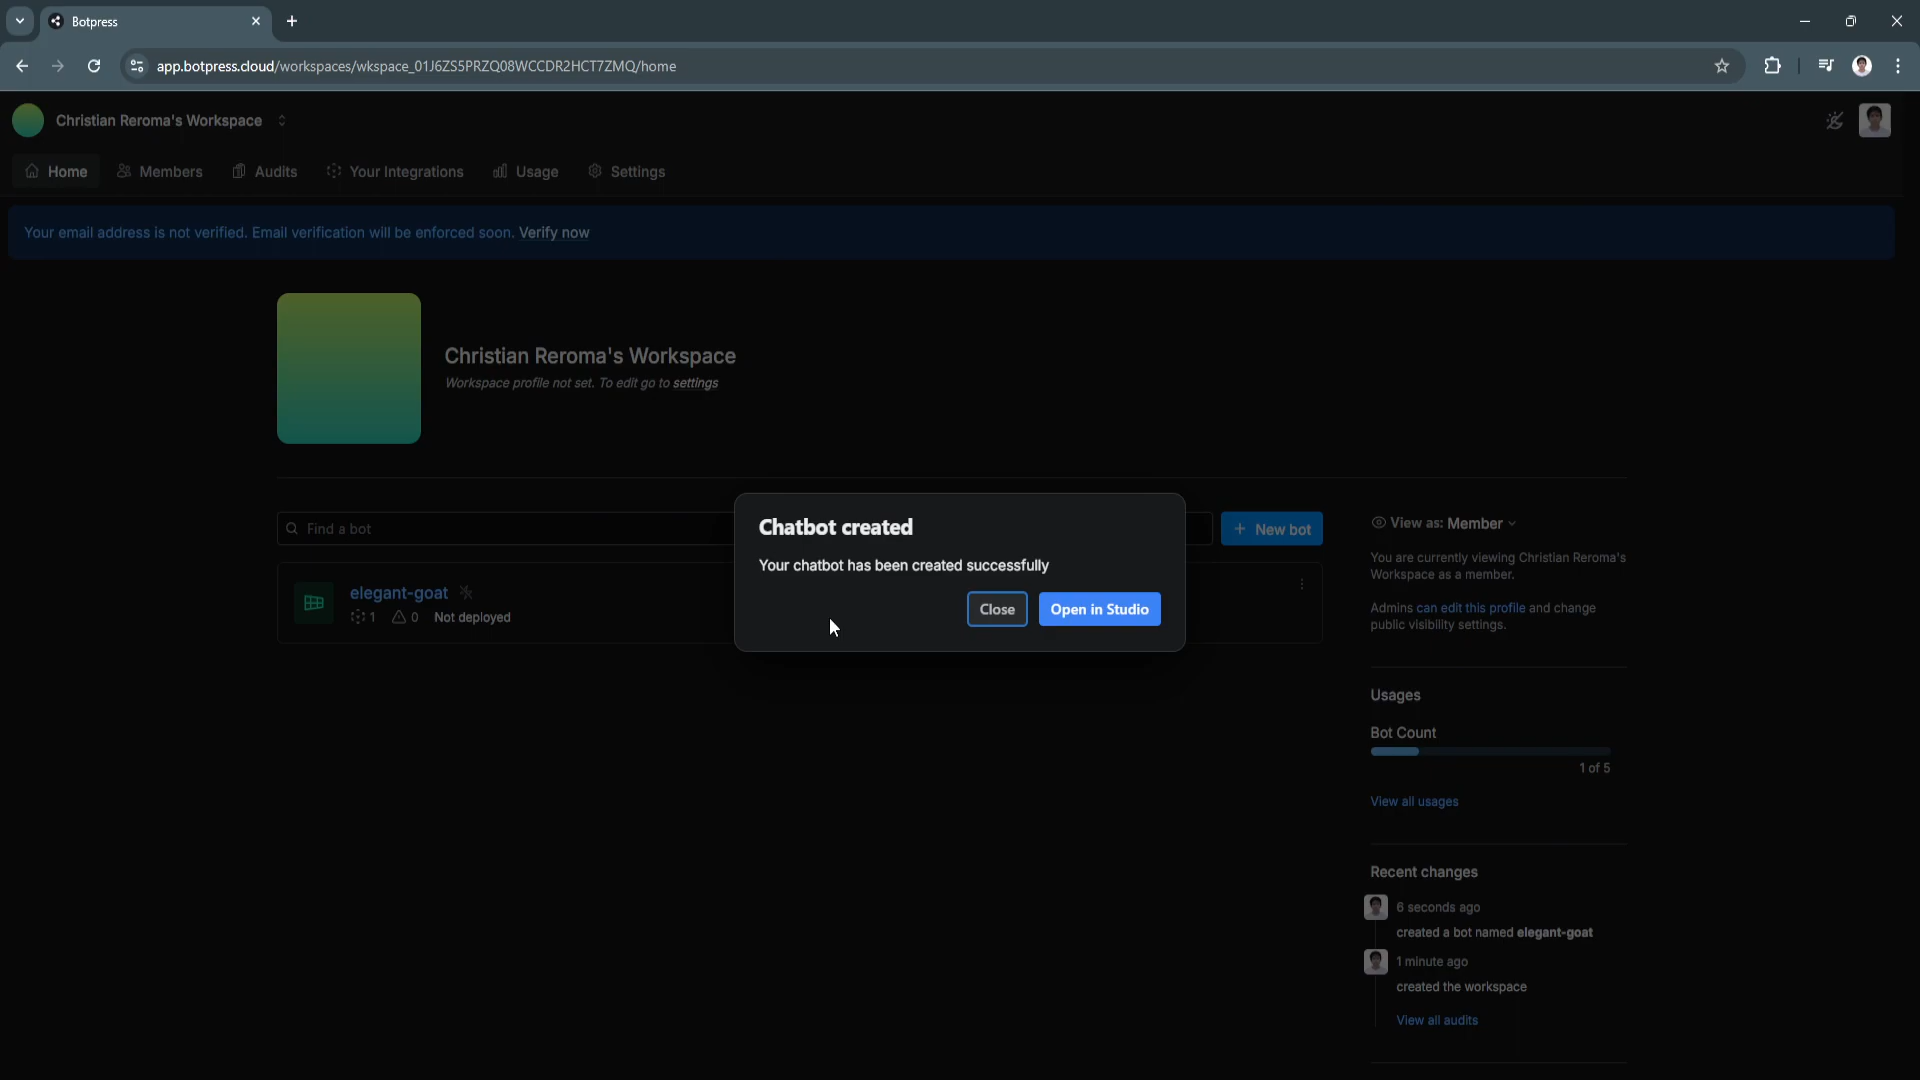 Botpress
app.botpress.cloud/workspaces/wkspace_01J6ZS5PRZQ08WCCDR2HCT7ZMQ/home
Christian Reroma's Workspace
Home
Members
Audits
Your Integrations
Usage
Settings
Your email address is not verified. Email verification will be enforced soon. Verify now
Christian Reroma's Workspace
Workspace profile not set. To edit go to settings
Find a bot
New bot
elegant-goat
1 0 Not deployed
Chatbot created
Your chatbot has been created successfully
Close
Open in Studio
View as: Member
You are currently viewing Christian Reroma's
Workspace as a member.
Admins can edit this profile and change
public visibility settings.
Usages
Bot Count
1 of 5
View all usages
Recent changes
6 seconds ago
created a bot named elegant-goat
1 minute ago
created the workspace
View all audits